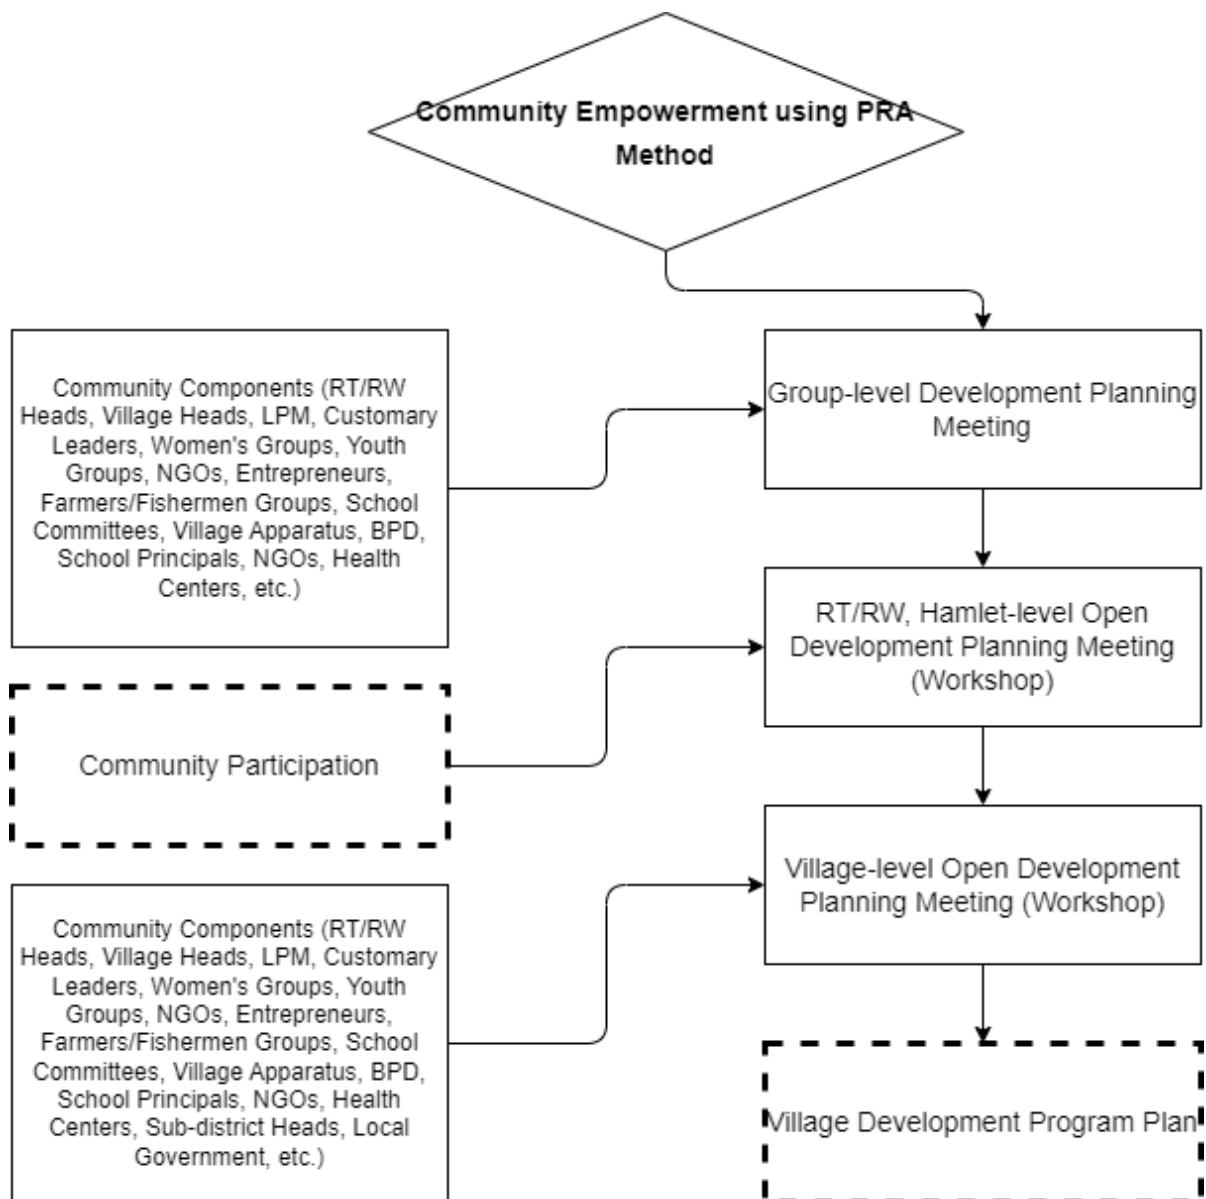 Community Empowerment using PRA
Method
Community Components (RT/RW
Heads, Village Heads, LPM, Customary
Leaders, Women's Groups, Youth
Groups, NGOs, Entrepreneurs,
Farmers/Fishermen Groups, School
Committees, Village Apparatus, BPD,
School Principals, NGOs, Health
Centers, etc.)
Group-level Development Planning
Meeting
RT/RW, Hamlet-level Open
Development Planning Meeting
(Workshop)
Community Participation
Village-level Open Development
Planning Meeting (Workshop)
Community Components (RT/RW
Heads, Village Heads, LPM, Customary
Leaders, Women's Groups, Youth
Groups, NGOs, Entrepreneurs,
Farmers/Fishermen Groups, School
Committees, Village Apparatus, BPD,
School Principals, NGOs, Health
Centers, Sub-district Heads, Local
Government, etc.)
Village Development Program Plan